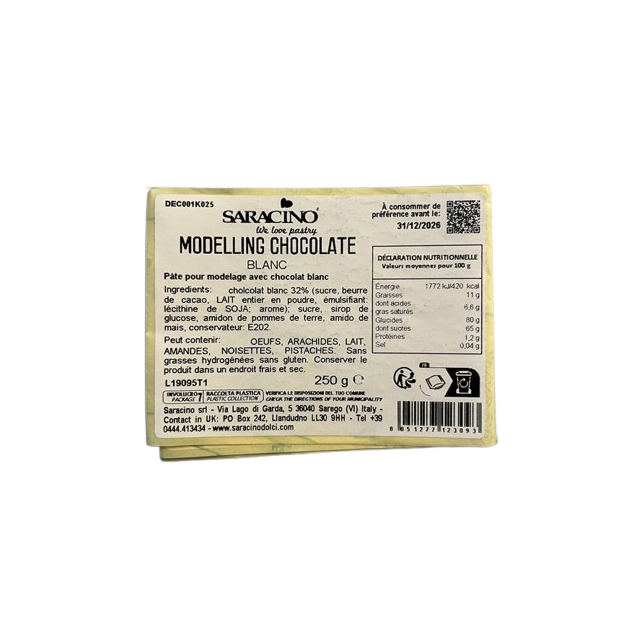 DEC001K025
SARACINO
We love pastry
MODELLING CHOCOLATE
BLANC
Pâte pour modelage avec chocolat blanc
Ingredients: cholcolat blanc 32% (sucre, beurre
de cacao, LAIT entier en poudre, émulsifiant:
lécithine de SOJA; arome); sucre, sirop de
glucose, amidon de pommes de terre, amido de
mais, conservateur: E202.
Peut contenir: OEUFS, ARACHIDES, LAIT,
AMANDES, NOISETTES, PISTACHES. Sans
grasses hydrogénées sans gluten. Conserver le
produit dans un endroit frais et sec.
L19095T1
250 g e
À consommer de
préférence avant le:
31/12/2026
DÉCLARATION NUTRITIONNELLE
Valeurs moyennes pour 100 g
Énergie 1772 kJ/420 kcal
Graisses 11 g
dont acides
gras saturés 6,6 g
Glucides 80 g
dont sucres 65 g
Protéines 1,2 g
Sel 0,04 g
FR
INVOLUCRO 7 RACCOLTA PLASTICA VERIFICA LE DISPOSIZIONI DEL TUO COMUNE
PACKAGE PLASTIC COLLECTION CHECK THE DIRECTIONS OF YOUR MUNICIPALITY
Saracino srl - Via Lago di Garda, 5 36040 Sarego (VI) Italy -
Contact in UK: PO Box 242, Llandudno LL30 9HH - Tel +39
0444.413434 - www.saracinodolci.com
8 051277 123093